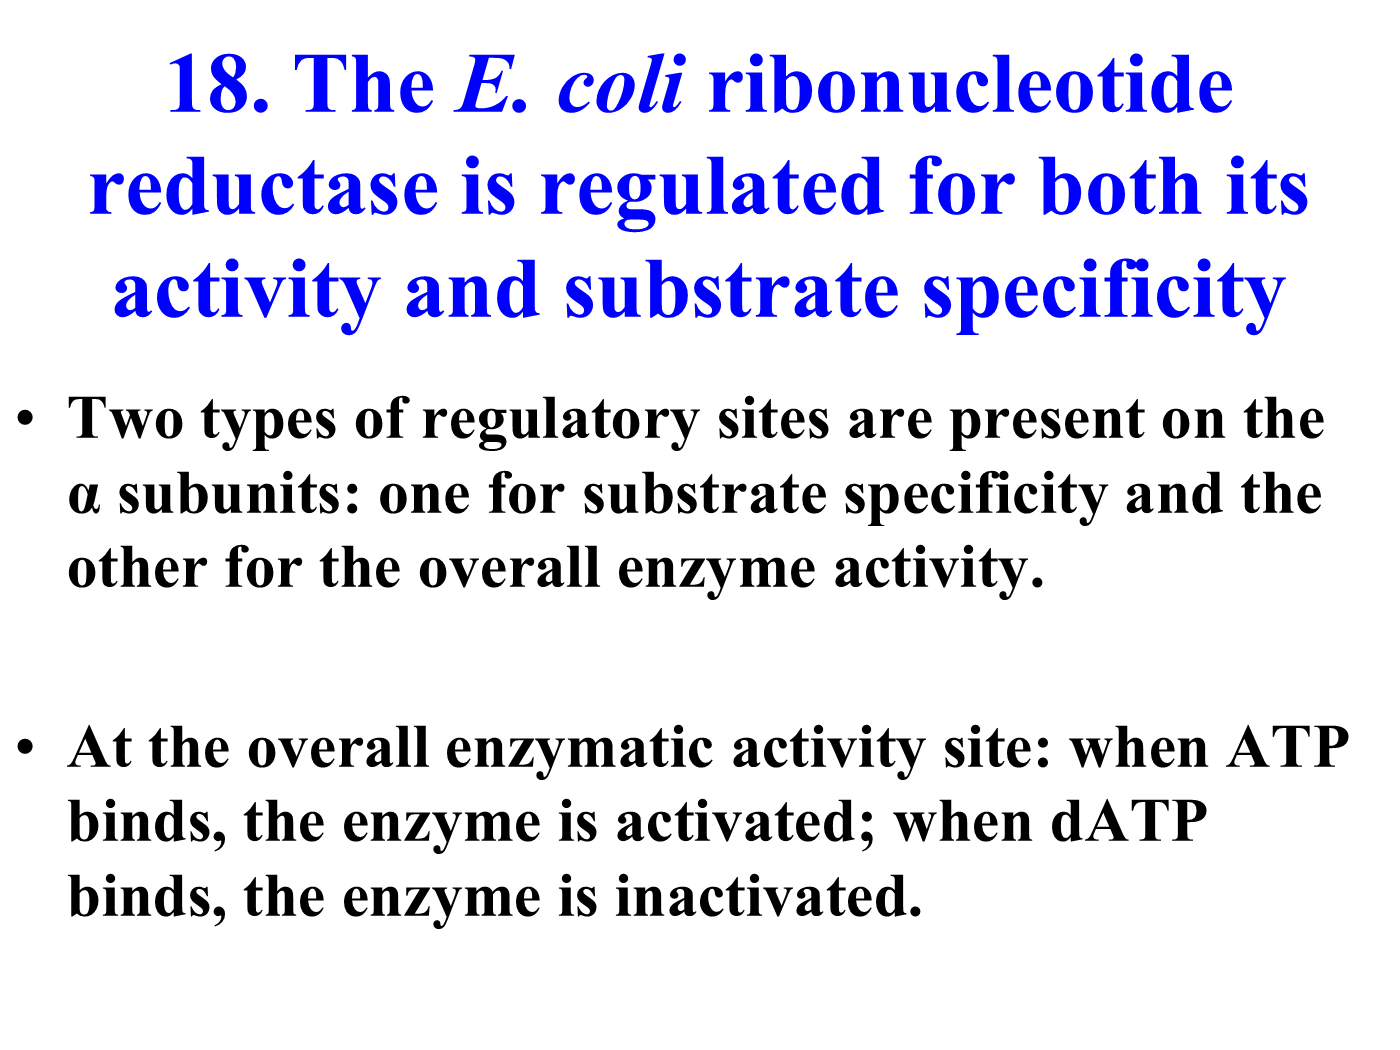 18. The E. coli ribonucleotide
reductase is regulated for both its
activity and substrate specificity
• Two types of regulatory sites are present on the
α subunits: one for substrate specificity and the
other for the overall enzyme activity.
• At the overall enzymatic activity site: when ATP
binds, the enzyme is activated; when dATP
binds, the enzyme is inactivated.